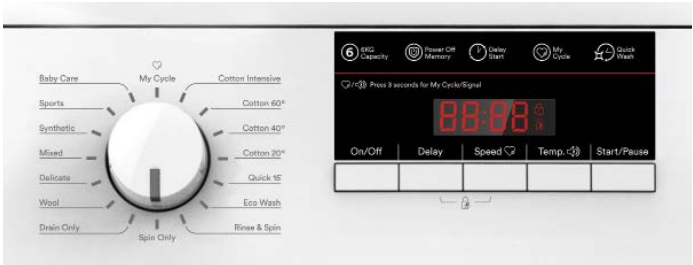 My Cycle
Baby Care
Cotton Intensive
Sports
Cotton 60°
Synthetic
Cotton 40°
Mixed
Cotton 20°
Delicate
Quick 15'
Wool
Eco Wash
Drain Only
Rinse & Spin
Spin Only
6 6KG Capacity
Power Off Memory
Delay Start
My Cycle
Quick Wash
Press 3 seconds for My Cycle/Signal
88:88
On/Off
Delay
Speed
Temp.
Start/Pause